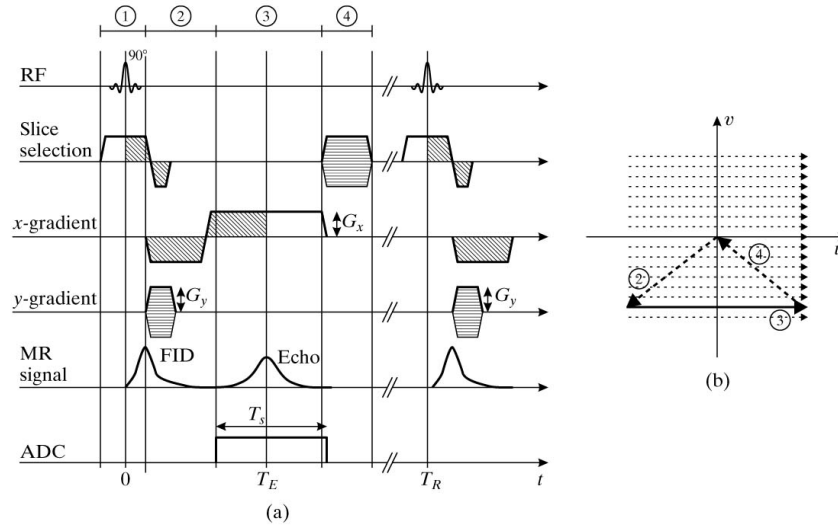 ① ② ③ ④
90°
RF
Slice
selection
x-gradient
G_x
y-gradient
G_y G_y
MR
signal
FID Echo
T_s
ADC
0 T_E T_R t
(a)
v
u
④
②
③
(b)